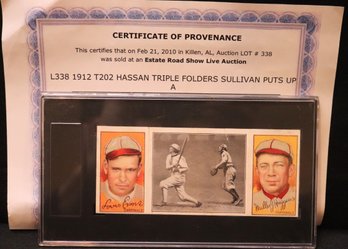 CERTIFICATE OF PROVENANCE
This certifies that on Feb 21, 2010 in Killen, AL, Auction LOT # 338
was sold at an Estate Road Show Live Auction
L338 1912 T202 HASSAN TRIPLE FOLDERS SULLIVAN PUTS UP
A